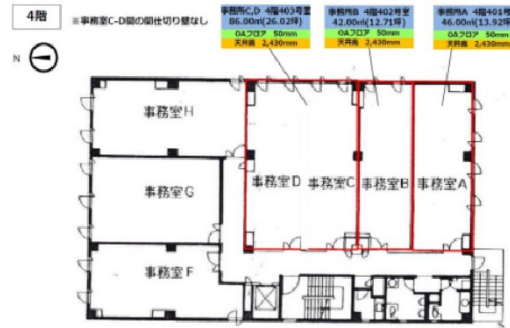 4階
※事務室C-D間の間仕切り壁なし
N
事務所C,D 4階403号室
86.00㎡(26.02坪)
OAフロア 50mm
天井高 2,430mm
事務所B 4階402号室
42.00㎡(12.71坪)
OAフロア 50mm
天井高 2,430mm
事務所A 4階401号
46.00㎡(13.92坪
OAフロア 50mm
天井高 2,430mm
事務室H
事務室G
事務室F
事務室D
事務室C
事務室B
事務室A